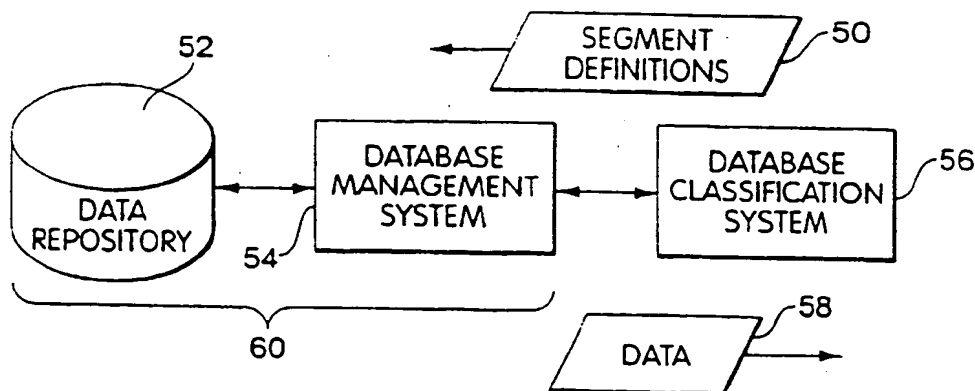 52
SEGMENT
DEFINITIONS
50
DATA
REPOSITORY
DATABASE
MANAGEMENT
SYSTEM
54
DATABASE
CLASSIFICATION
SYSTEM
56
60
DATA
58